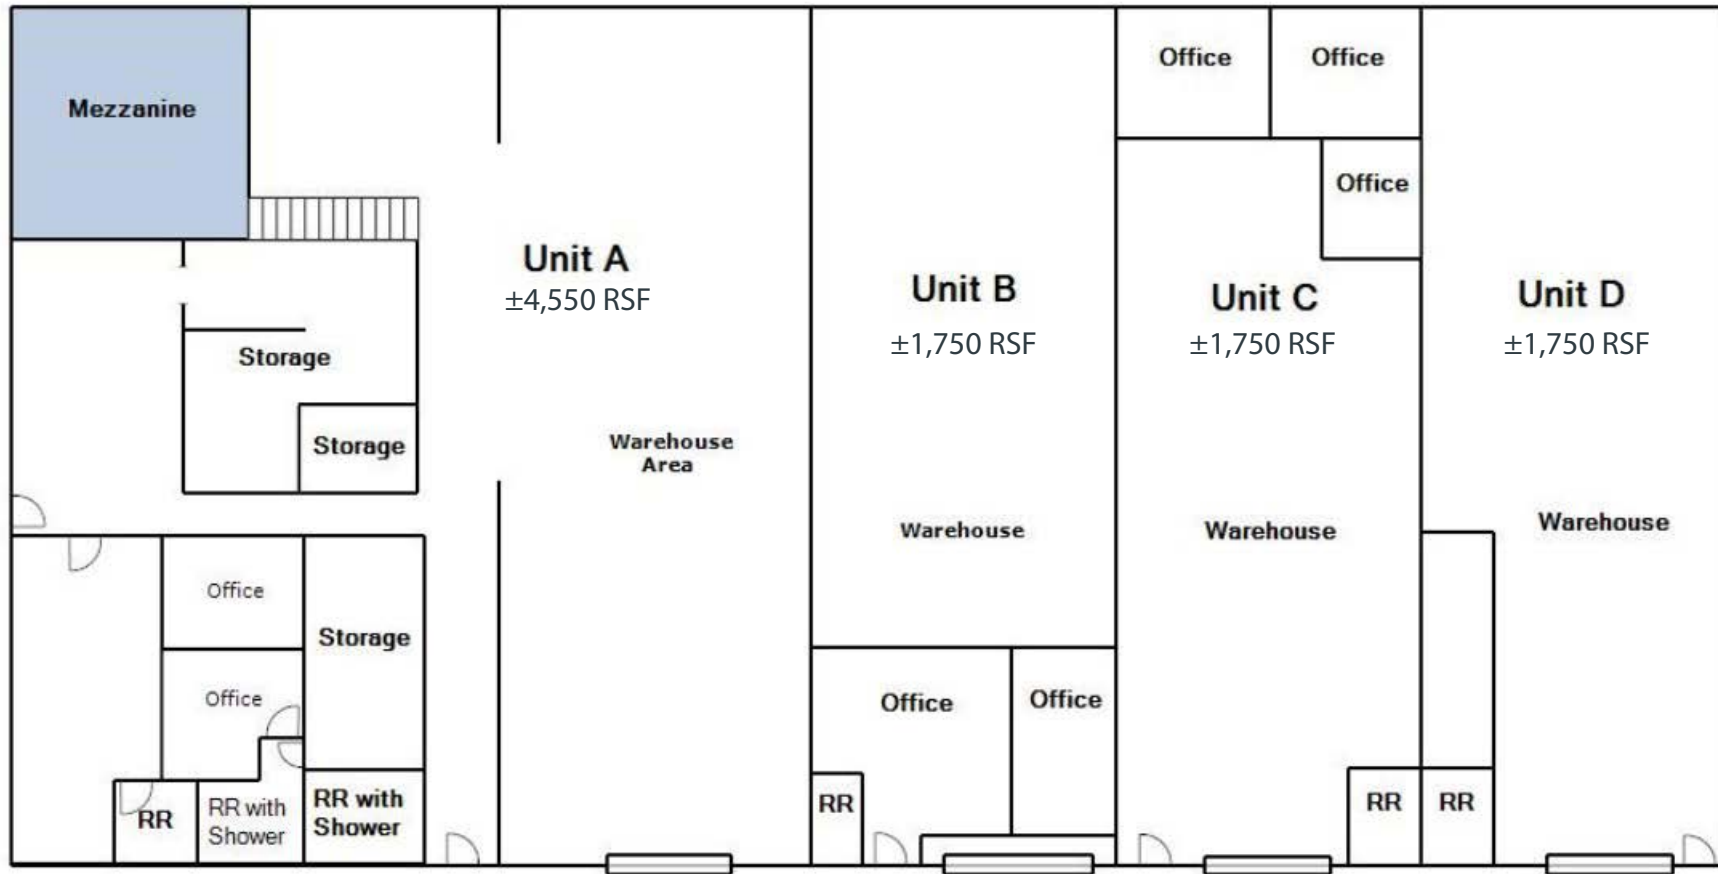 Mezzanine
Storage
Storage
Office
Office
Storage
RR
RR with
Shower
RR with
Shower
Unit A
±4,550 RSF
Warehouse
Area
Unit B
±1,750 RSF
Warehouse
Office
Office
RR
Office
Office
Office
Unit C
±1,750 RSF
Warehouse
RR
Unit D
±1,750 RSF
Warehouse
RR